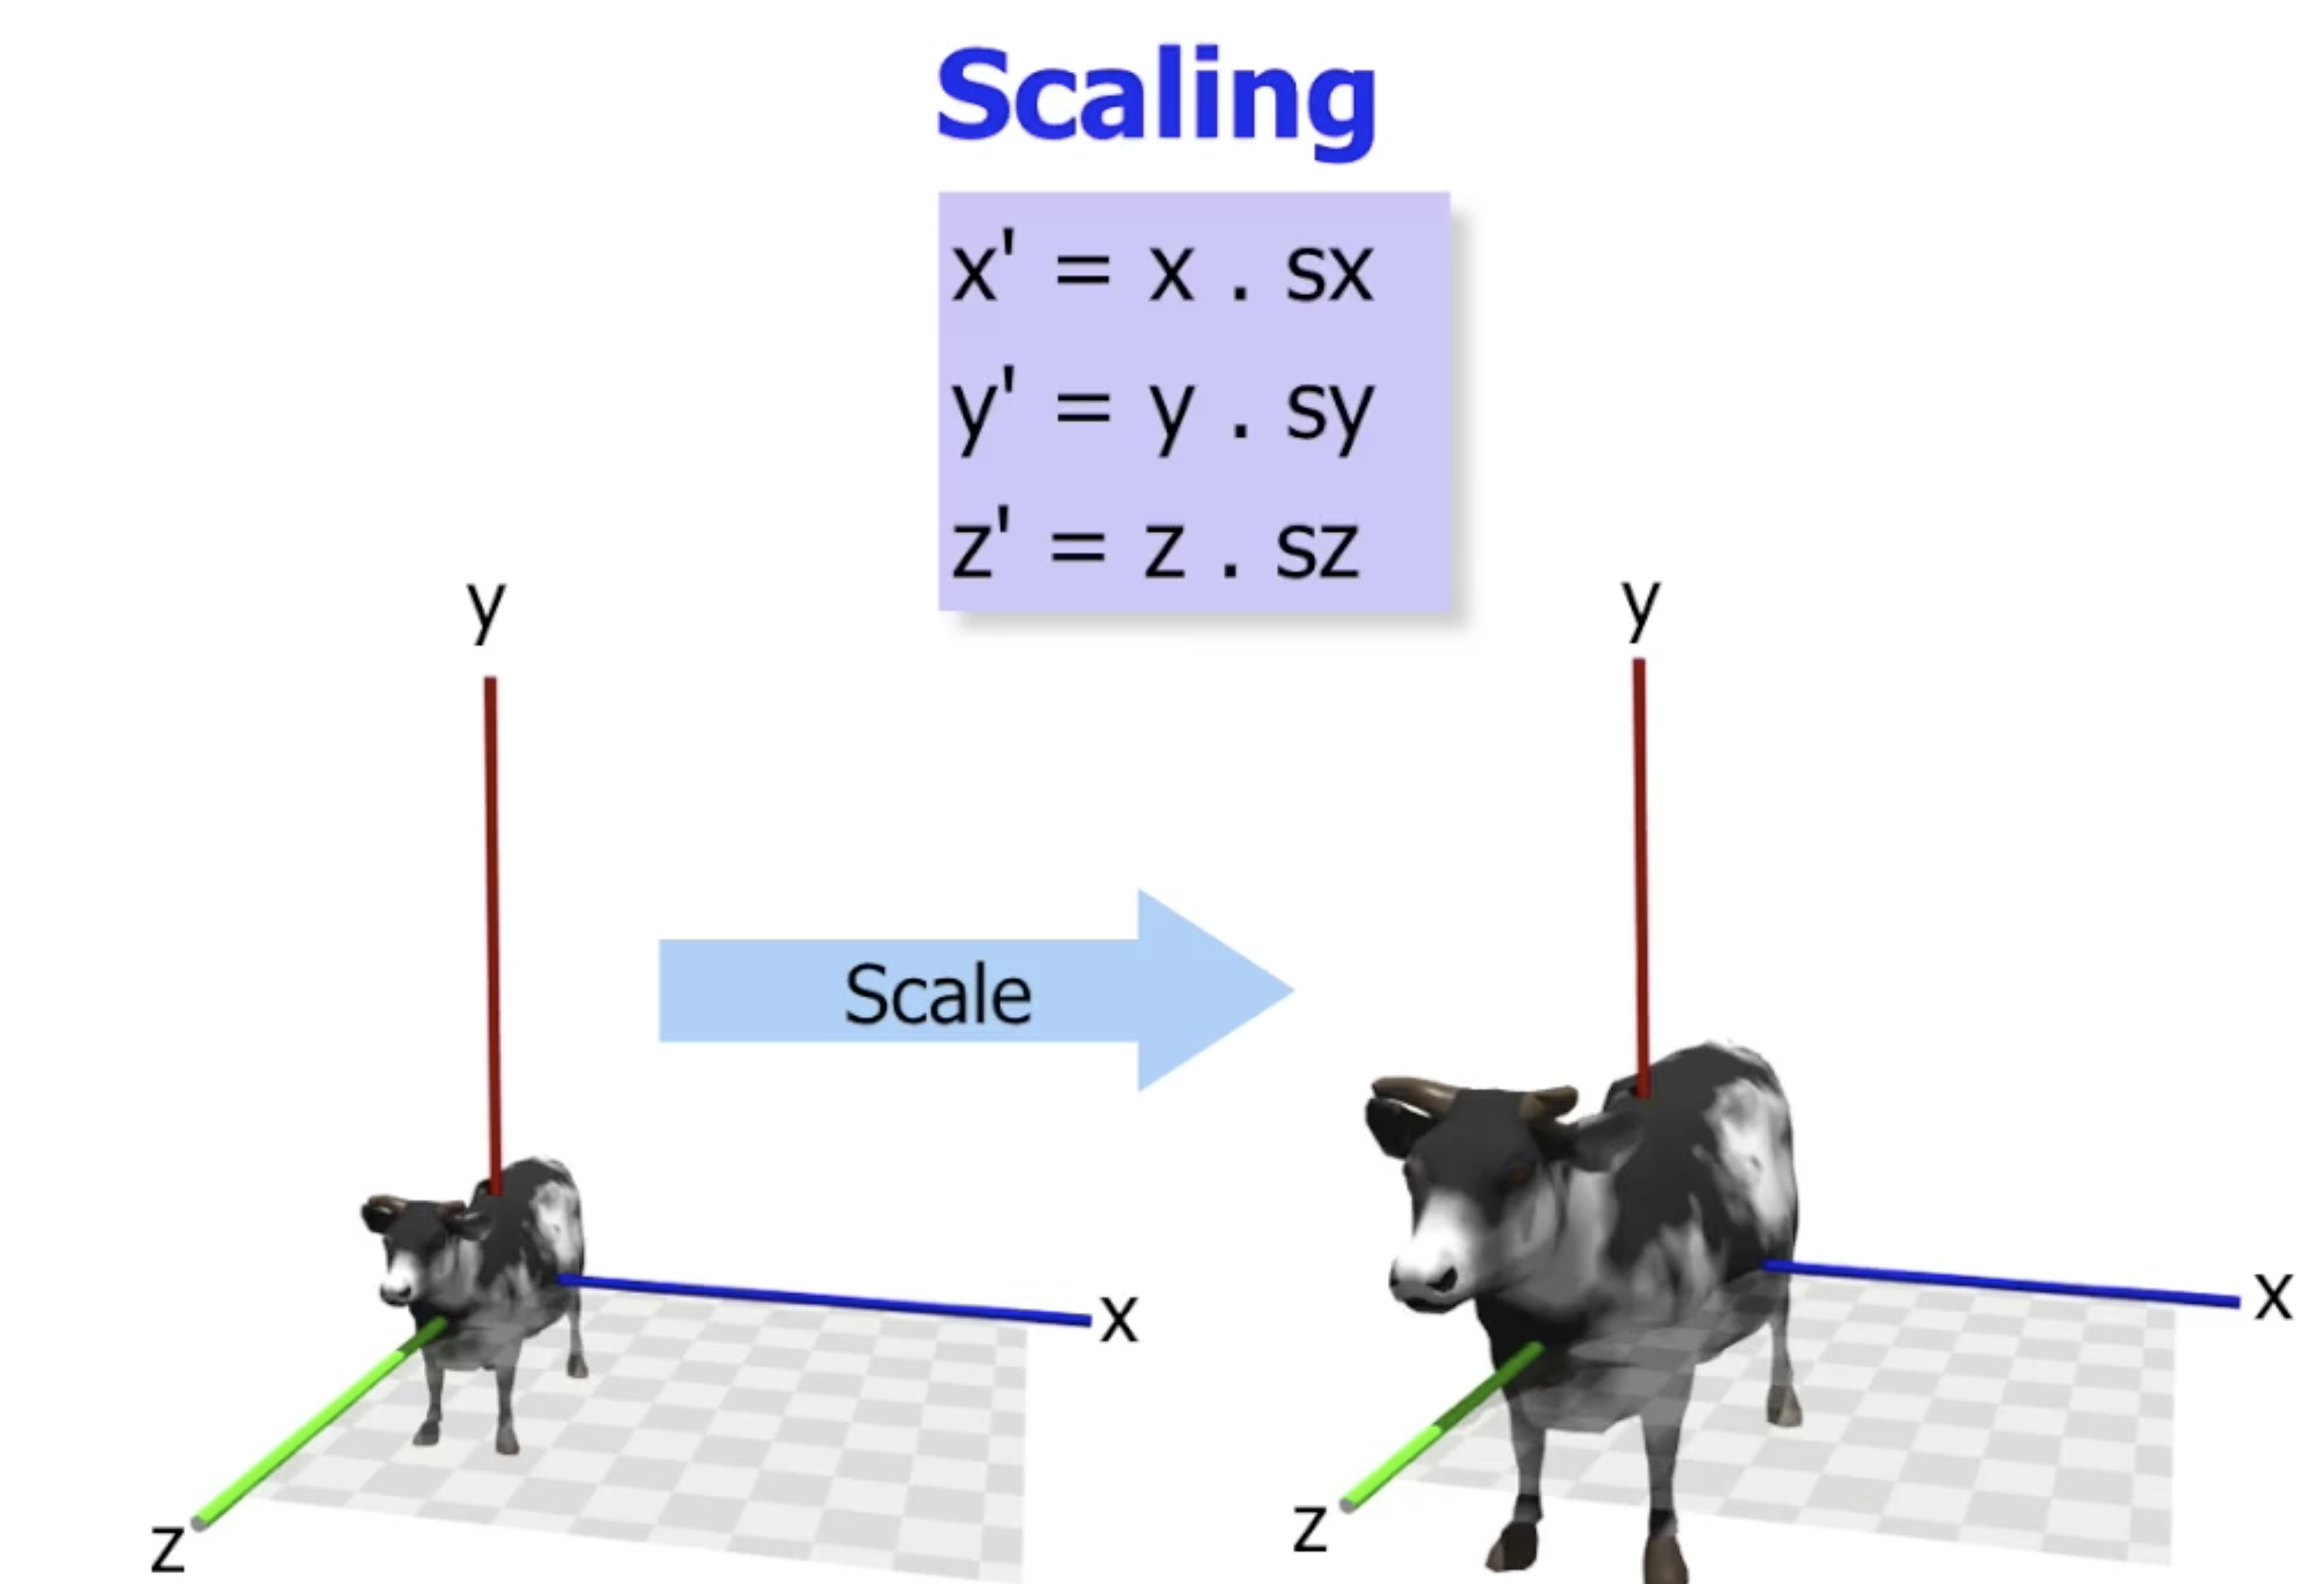 Scaling
x' = x . sx
y' = y . sy
z' = z . sz
y
y
Scale
x
x
z
z